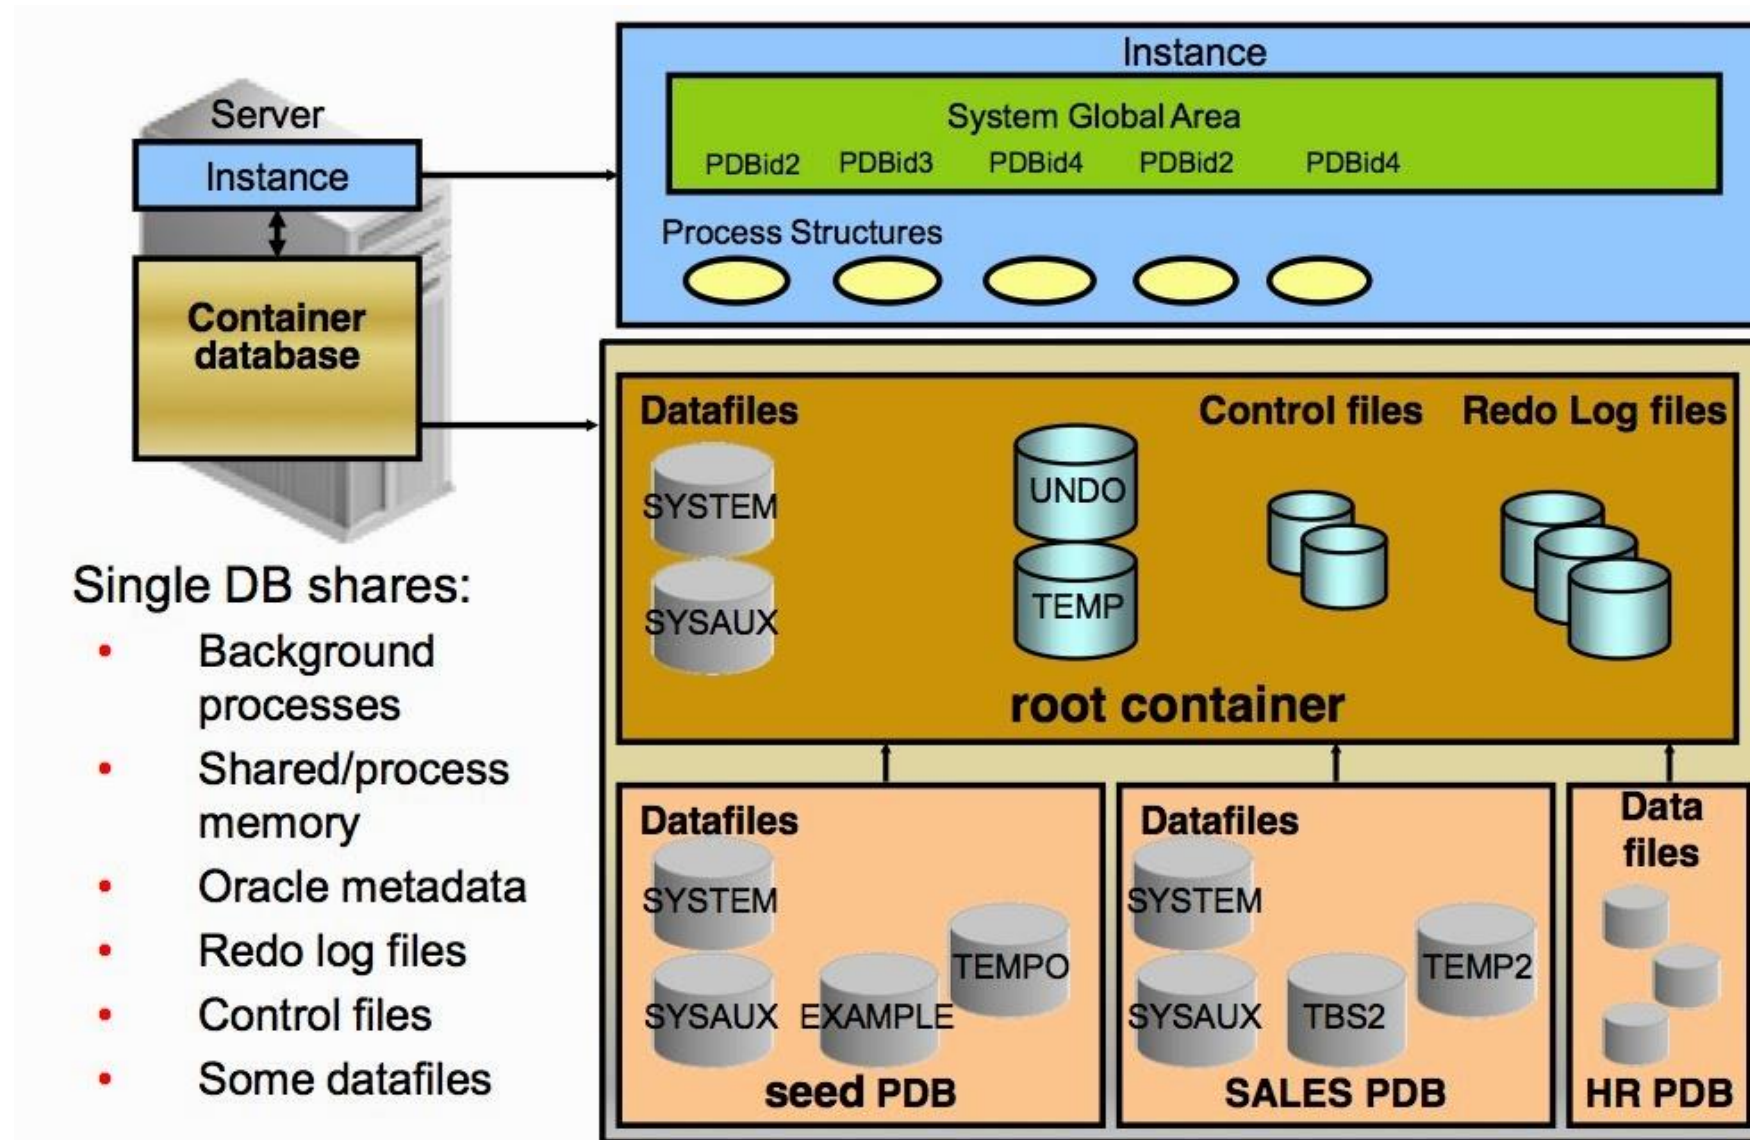 Server
Instance
Container
database
Single DB shares:
• Background
processes
• Shared/process
memory
• Oracle metadata
• Redo log files
• Control files
• Some datafiles
Instance
System Global Area
PDBid2 PDBid3 PDBid4 PDBid2 PDBid4
Process Structures
Datafiles
SYSTEM
SYSAUX
UNDO
TEMP
Control files
Redo Log files
root container
Datafiles
SYSTEM
SYSAUX
EXAMPLE
TEMPO
seed PDB
Datafiles
SYSTEM
SYSAUX
TBS2
TEMP2
SALES PDB
Data
files
HR PDB